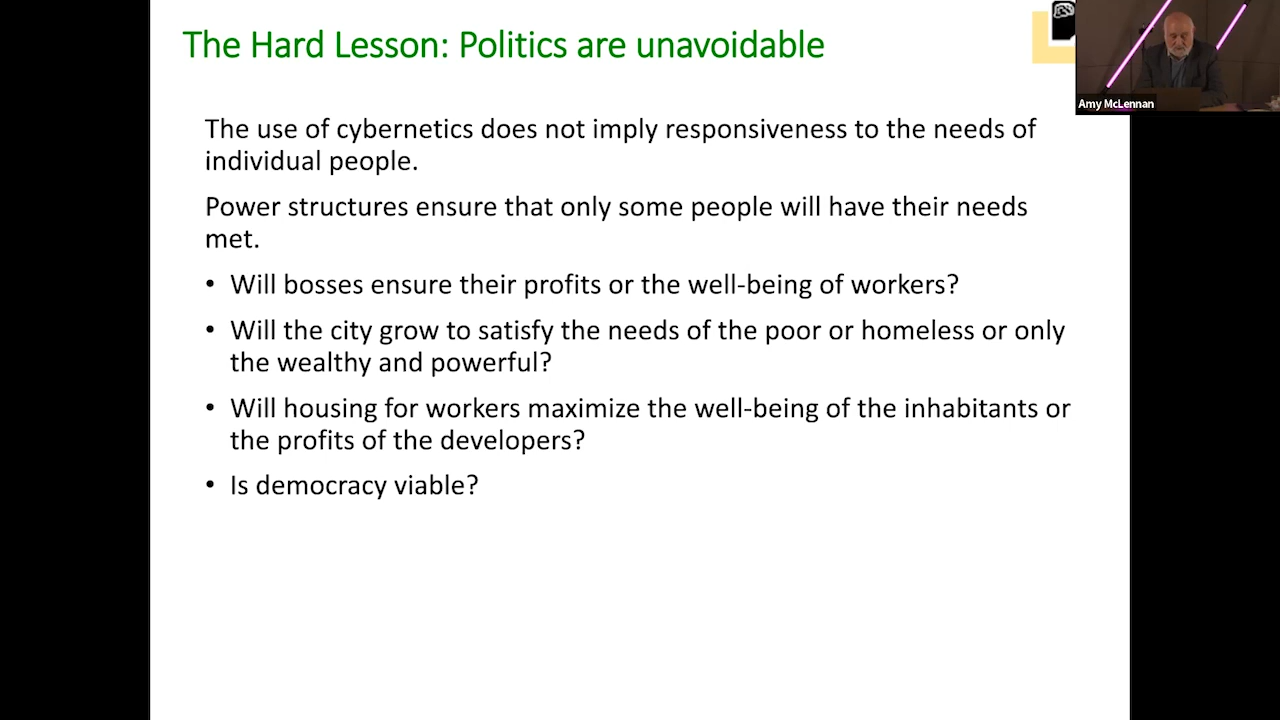 The Hard Lesson: Politics are unavoidable
Amy McLennan
The use of cybernetics does not imply responsiveness to the needs of
individual people.
Power structures ensure that only some people will have their needs
met.
• Will bosses ensure their profits or the well-being of workers?
• Will the city grow to satisfy the needs of the poor or homeless or only
the wealthy and powerful?
• Will housing for workers maximize the well-being of the inhabitants or
the profits of the developers?
• Is democracy viable?